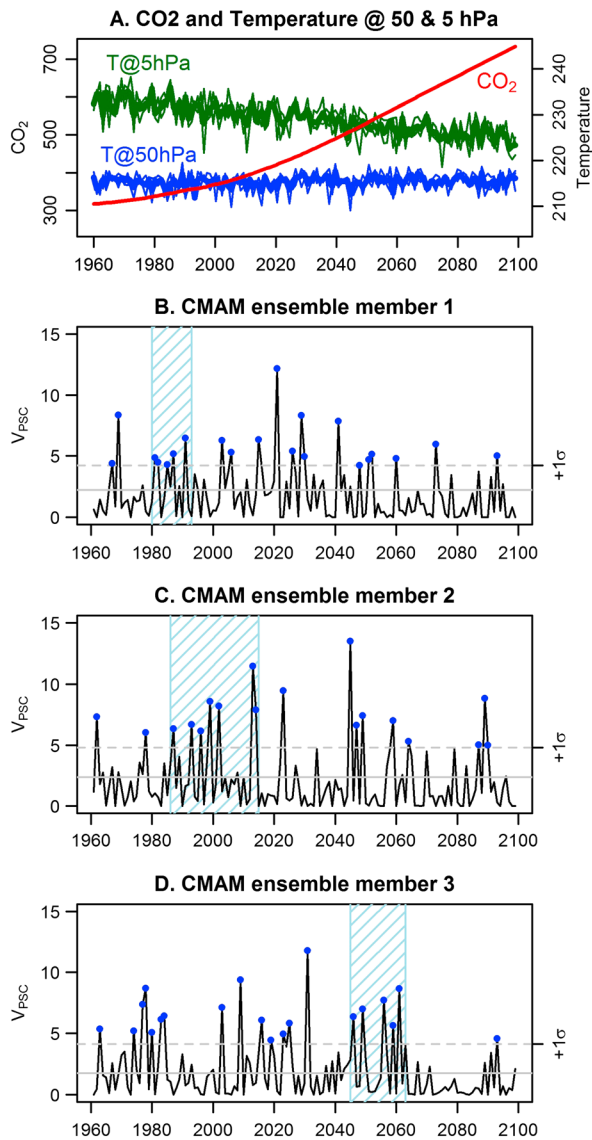 A. CO2 and Temperature @ 50 & 5 hPa
700
500
300
CO₂
T@5hPa
T@50hPa
CO₂
240
230
220
210
Temperature
1960 1980 2000 2020 2040 2060 2080 2100
B. CMAM ensemble member 1
15
10
5
0
V_PSC
+1σ
1960 1980 2000 2020 2040 2060 2080 2100
C. CMAM ensemble member 2
15
10
5
0
V_PSC
+1σ
1960 1980 2000 2020 2040 2060 2080 2100
D. CMAM ensemble member 3
15
10
5
0
V_PSC
+1σ
1960 1980 2000 2020 2040 2060 2080 2100